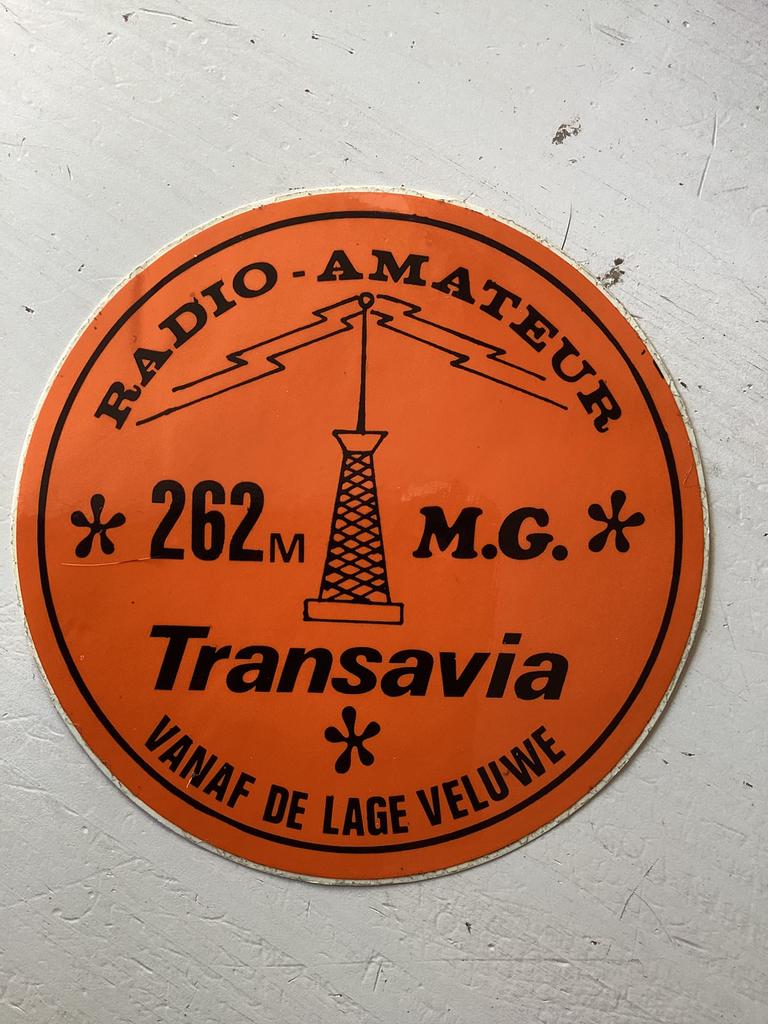 RADIO-AMATEUR
262M M.G.
Transavia
VANAF DE LAGE VELUWE